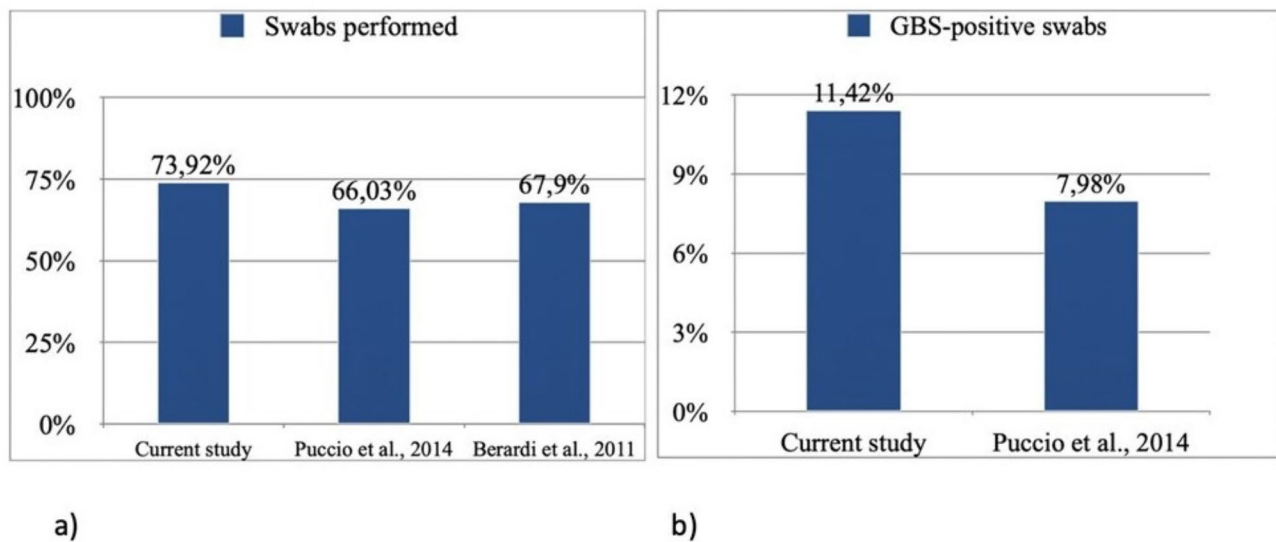 Swabs performed
100%
75%
50%
25%
0%
73,92%
66,03%
67,9%
Current study
Puccio et al., 2014
Berardi et al., 2011
a)
GBS-positive swabs
12%
9%
6%
3%
0%
11,42%
7,98%
Current study
Puccio et al., 2014
b)